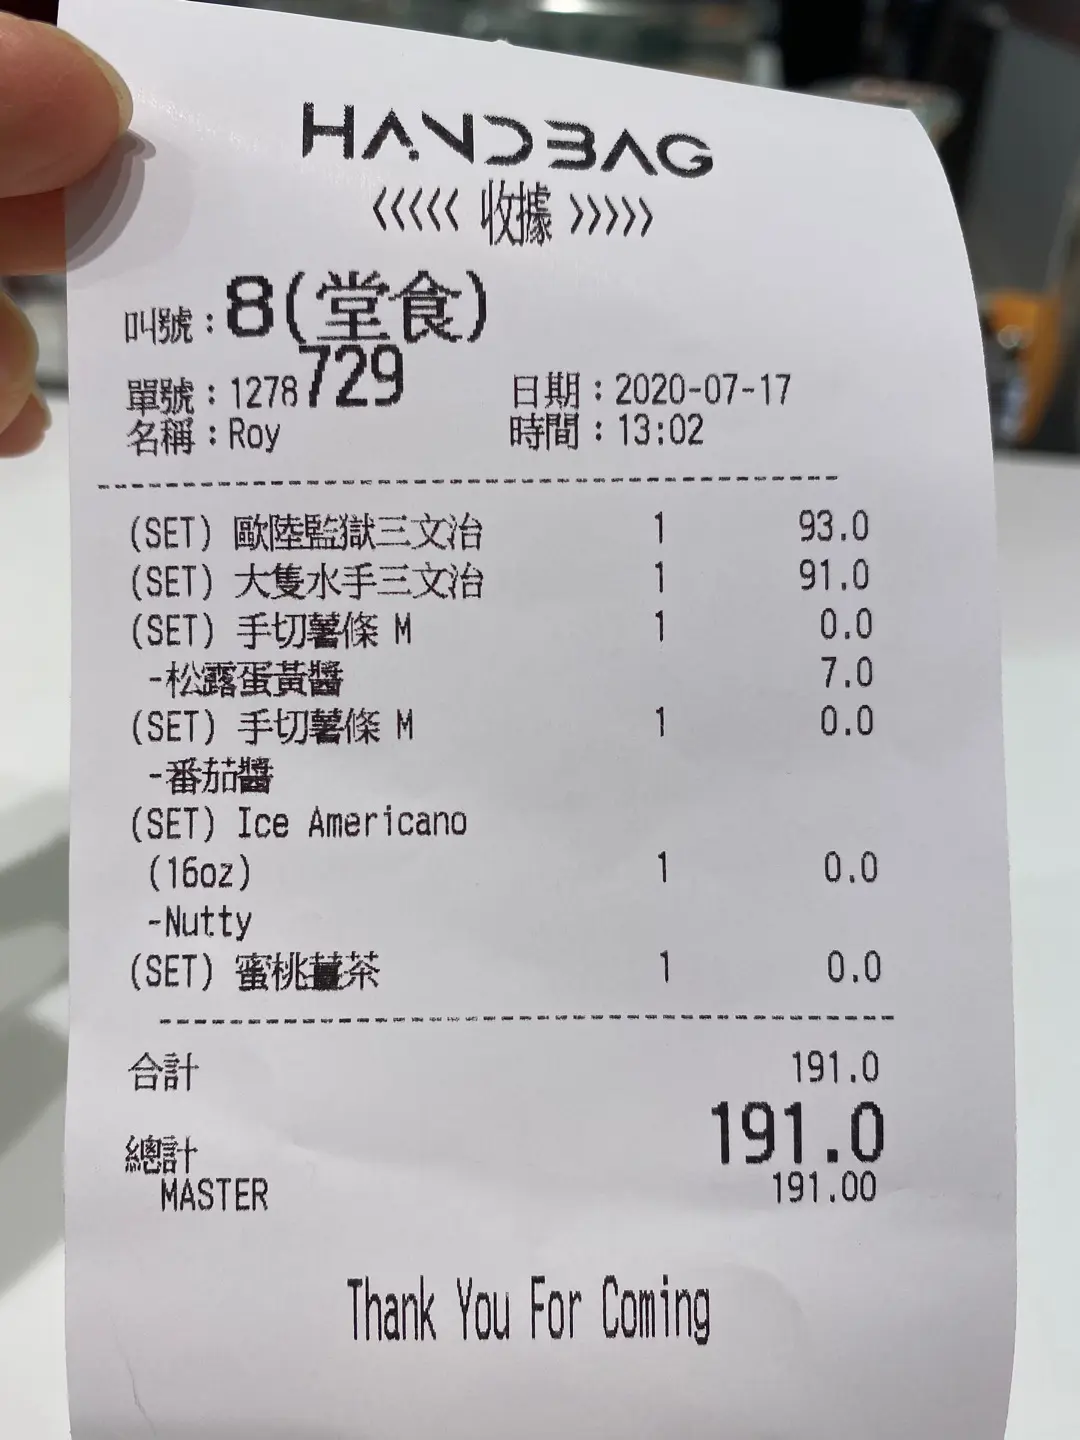 HANDBAG
<<<<< 收據 >>>>>
叫號：8(堂食)
單號：1278729 日期：2020-07-17
名稱：Roy 時間：13:02
(SET) 歐陸監獄三文治 1 93.0
(SET) 大隻水手三文治 1 91.0
(SET) 手切薯條 M 1 0.0
-松露蛋黃醬 7.0
(SET) 手切薯條 M 1 0.0
-番茄醬
(SET) Ice Americano
(16oz) 1 0.0
-Nutty
(SET) 蜜桃薑茶 1 0.0
合計 191.0
總計 191.0
MASTER 191.00
Thank You For Coming